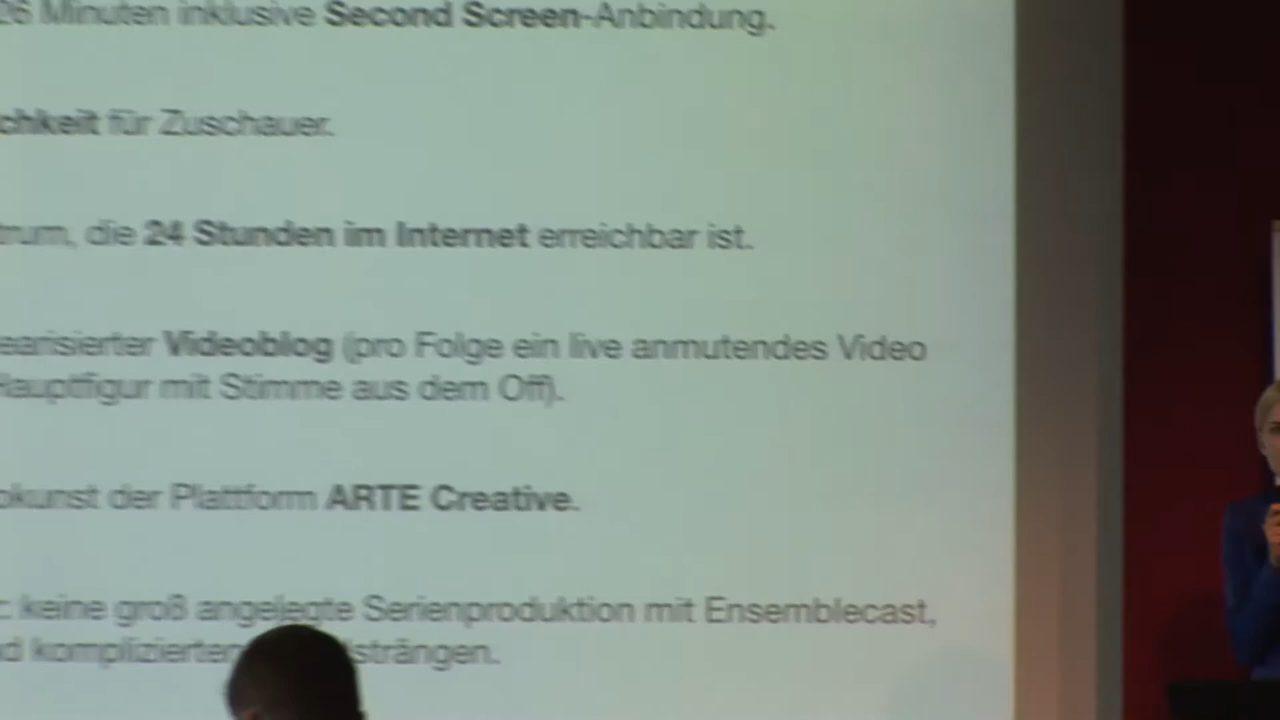 26 Minuten inklusive Second Screen-Anbindung.
chkeit für Zuschauer.
trum, die 24 Stunden im Internet erreichbar ist.
earisierter Videoblog (pro Folge ein live anmutendes Video
Hauptfigur mit Stimme aus dem Off).
okunst der Plattform ARTE Creative.
: keine groß angelegte Serienproduktion mit Ensemblecast,
d komplizierten strängen.